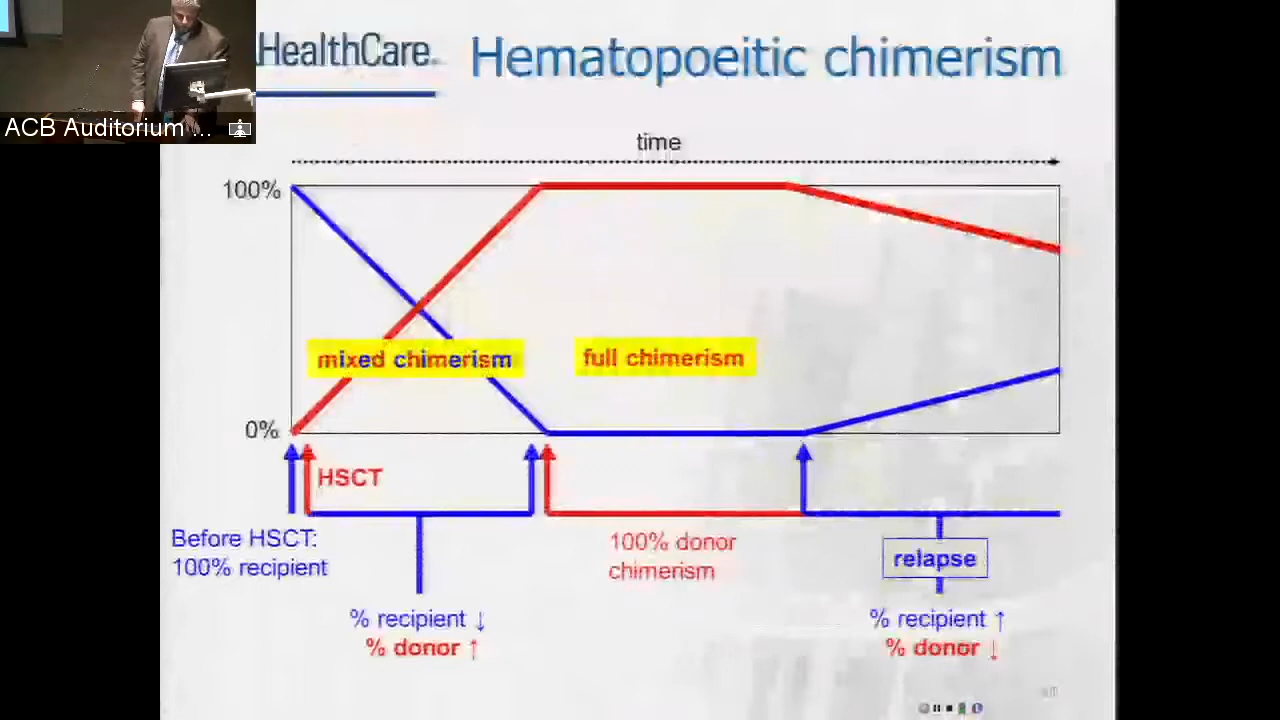 HealthCare.
Hematopoeitic chimerism
ACB Auditorium ...
time
100%
mixed chimerism
full chimerism
0%
HSCT
Before HSCT:
100% recipient
100% donor
chimerism
relapse
% recipient ↓
% donor ↑
% recipient ↑
% donor ↓